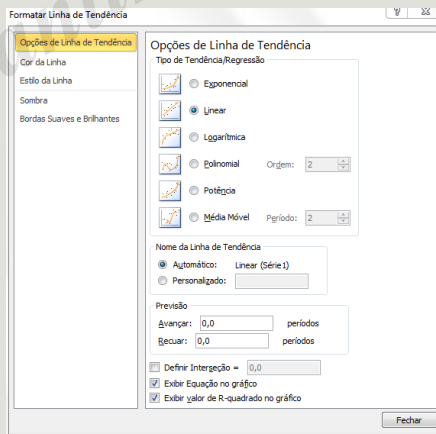 Formatar Linha de Tendência
Opções de Linha de Tendência
Cor da Linha
Estilo da Linha
Sombra
Bordas Suaves e Brilhantes
Opções de Linha de Tendência
Tipo de Tendência/Regressão
Exponencial
Linear
Logarítmica
Polinomial Ordem: 2
Potência
Média Móvel Período: 2
Nome da Linha de Tendência
Automático: Linear (Série1)
Personalizado:
Previsão
Avançar: 0,0 períodos
Recuar: 0,0 períodos
Definir Interseção = 0,0
Exibir Equação no gráfico
Exibir valor de R-quadrado no gráfico
Fechar